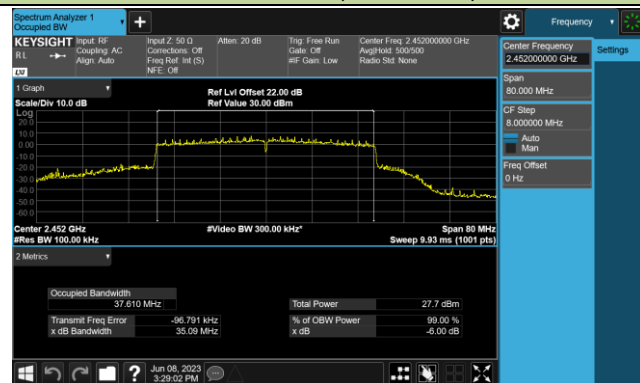 Spectrum Analyzer 1
Occupied BW
Frequency
KEYSIGHT
RL
Input: RF
Coupling: AC
Align: Auto
Input Z: 50 Ω
Corrections: Off
Freq Ref: Int (S)
NFE: Off
Atten: 20 dB
Trig: Free Run
Gate: Off
#IF Gain: Low
Center Freq: 2.452000000 GHz
Avg|Hold: 500/500
Radio Std: None
LXI
1 Graph
Scale/Div 10.0 dB
Ref Lvl Offset 22.00 dB
Ref Value 30.00 dBm
Log
20.0
10.0
0.00
-10.0
-20.0
-30.0
-40.0
-50.0
-60.0
Center 2.452 GHz
#Res BW 100.00 kHz
#Video BW 300.00 kHz*
Span 80 MHz
Sweep 9.93 ms (1001 pts)
2 Metrics
Occupied Bandwidth
37.610 MHz
Transmit Freq Error -96.791 kHz
x dB Bandwidth 35.09 MHz
Total Power 27.7 dBm
% of OBW Power 99.00 %
x dB -6.00 dB
Center Frequency
2.452000000 GHz
Span
80.000 MHz
CF Step
8.000000 MHz
Auto
Man
Freq Offset
0 Hz
Settings
?
Jun 08, 2023
3:29:02 PM